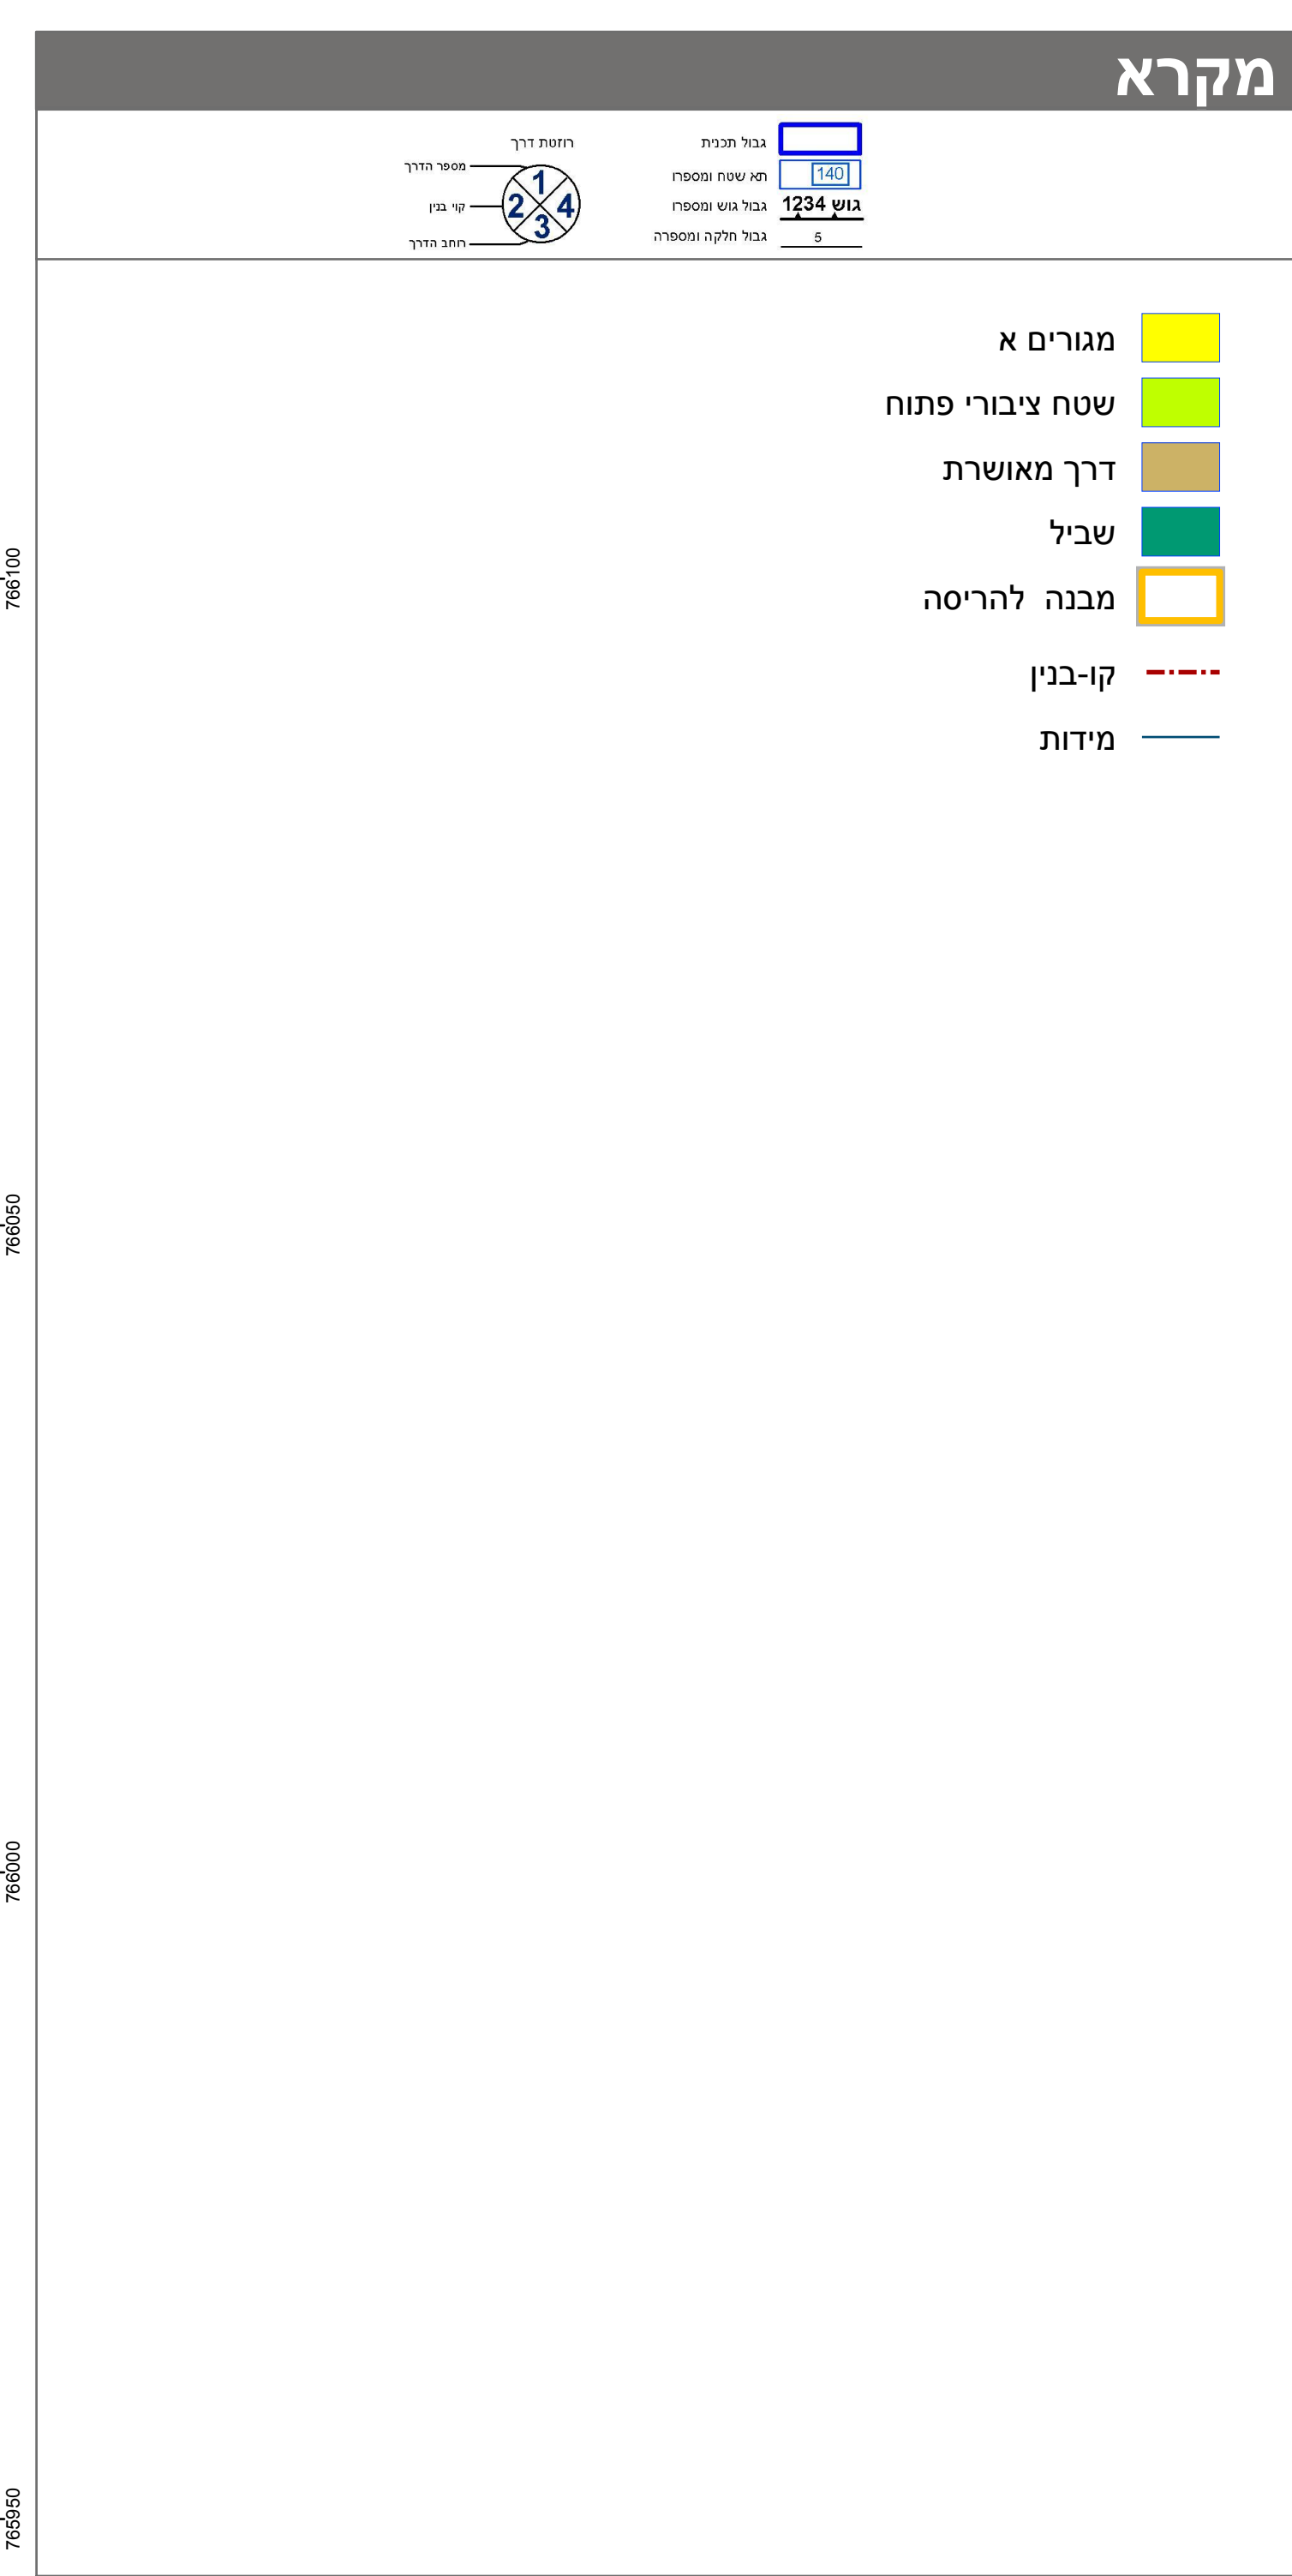 מקרא
גבול תכנית
140
תא שטח ומספרו
גוש 1234
גבול גוש ומספרו
5
גבול חלקה ומספרה
רוזטת דרך
1
2
3
4
מספר הדרך
קוי בנין
רוחב הדרך
מגורים א
שטח ציבורי פתוח
דרך מאושרת
שביל
מבנה להריסה
קו-בנין
מידות
766100
766050
766000
765950